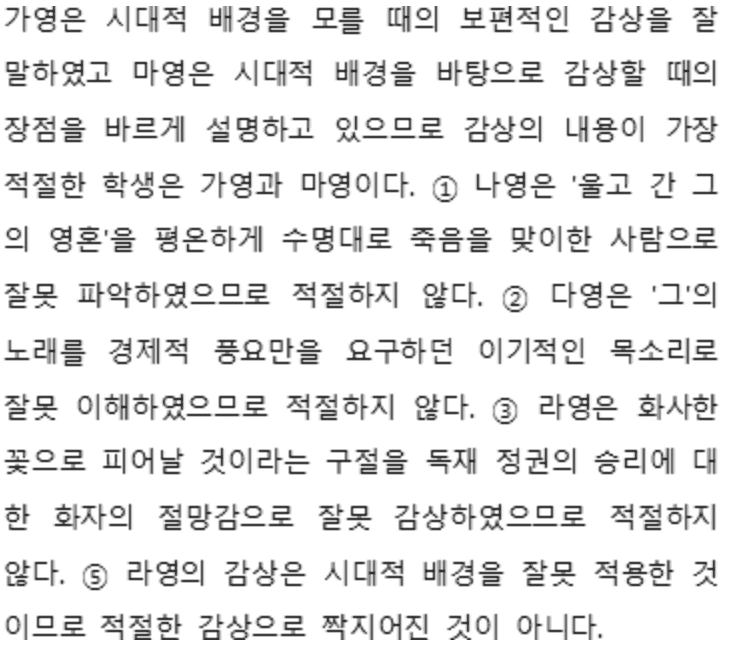 가영은 시대적 배경을 모를 때의 보편적인 감상을 잘
말하였고 마영은 시대적 배경을 바탕으로 감상할 때의
장점을 바르게 설명하고 있으므로 감상의 내용이 가장
적절한 학생은 가영과 마영이다. ① 나영은 '울고 간 그
의 영혼'을 평온하게 수명대로 죽음을 맞이한 사람으로
잘못 파악하였으므로 적절하지 않다. ② 다영은 '그'의
노래를 경제적 풍요만을 요구하던 이기적인 목소리로
잘못 이해하였으므로 적절하지 않다. ③ 라영은 화사한
꽃으로 피어날 것이라는 구절을 독재 정권의 승리에 대
한 화자의 절망감으로 잘못 감상하였으므로 적절하지
않다. ⑤ 라영의 감상은 시대적 배경을 잘못 적용한 것
이므로 적절한 감상으로 짝지어진 것이 아니다.